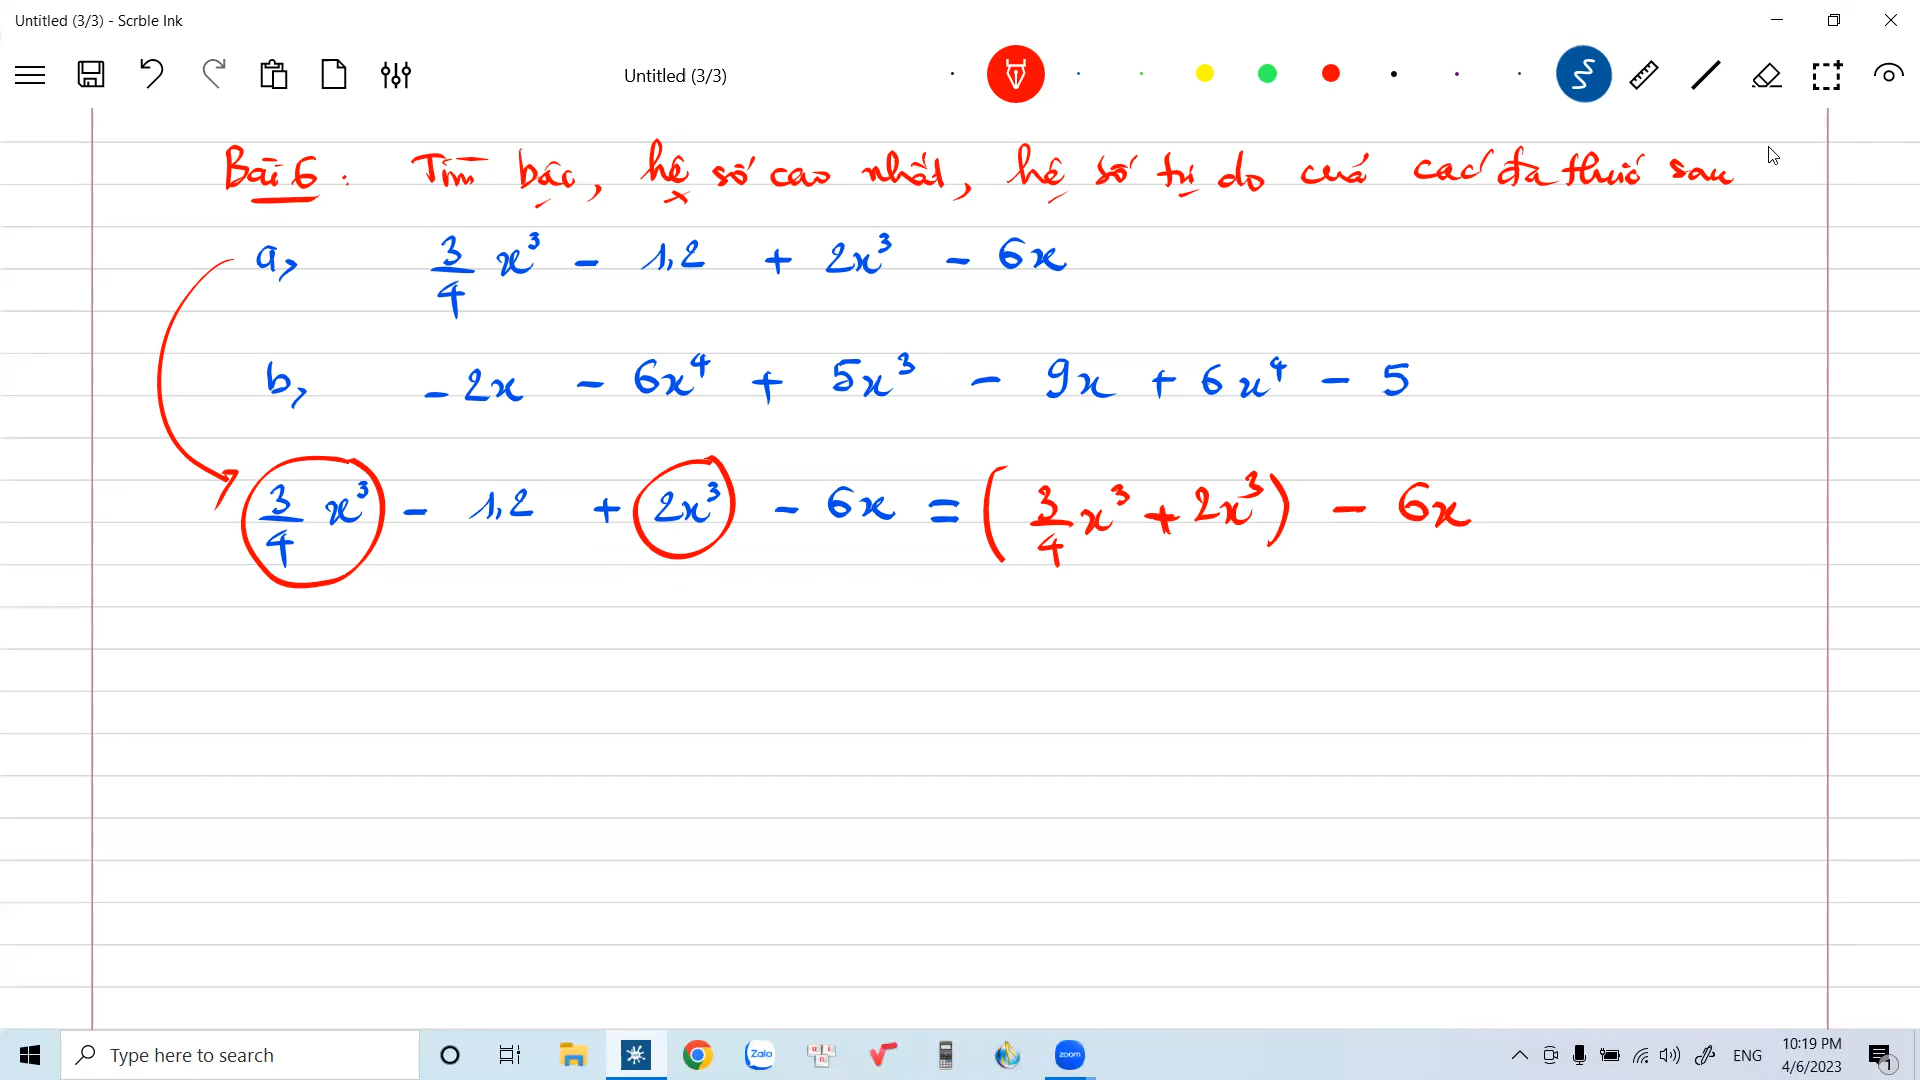 Untitled (3/3) - Scrble Ink
Untitled (3/3)
Bài 6 : Tìm bậc, hệ số cao nhất, hệ số tự do của các đa thức sau
a, 3/4 x³ - 1,2 + 2x³ - 6x
b, - 2x - 6x⁴ + 5x³ - 9x + 6x⁴ - 5
3/4 x³ - 1,2 + 2x³ - 6x = (3/4 x³ + 2x³) - 6x
Type here to search
Zalo
zoom
ENG
10:19 PM
4/6/2023
1